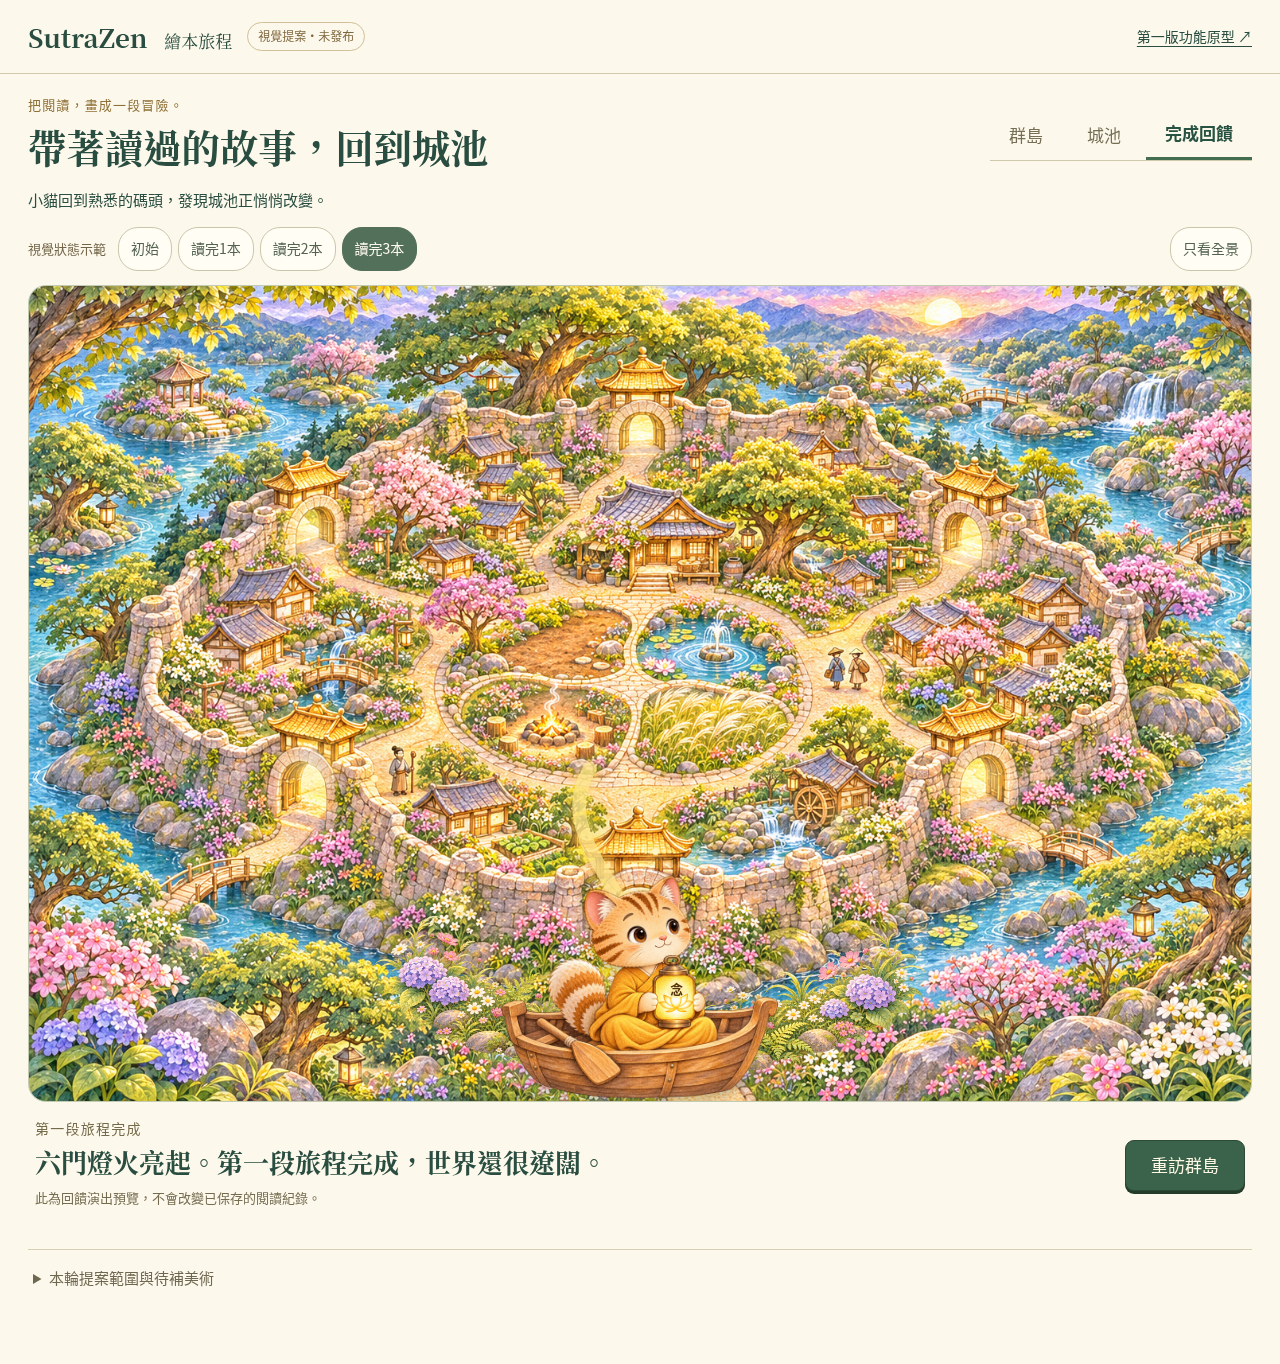 SutraZen 繪本旅程 視覺提案・未發布 第一版功能原型 ↗
把閱讀，畫成一段冒險。
帶著讀過的故事，回到城池
群島 城池 完成回饋
小貓回到熟悉的碼頭，發現城池正悄悄改變。
視覺狀態示範 初始 讀完1本 讀完2本 讀完3本 只看全景
念
第一段旅程完成
六門燈火亮起。第一段旅程完成，世界還很遼闊。
重訪群島
此為回饋演出預覽，不會改變已保存的閱讀紀錄。
▶ 本輪提案範圍與待補美術